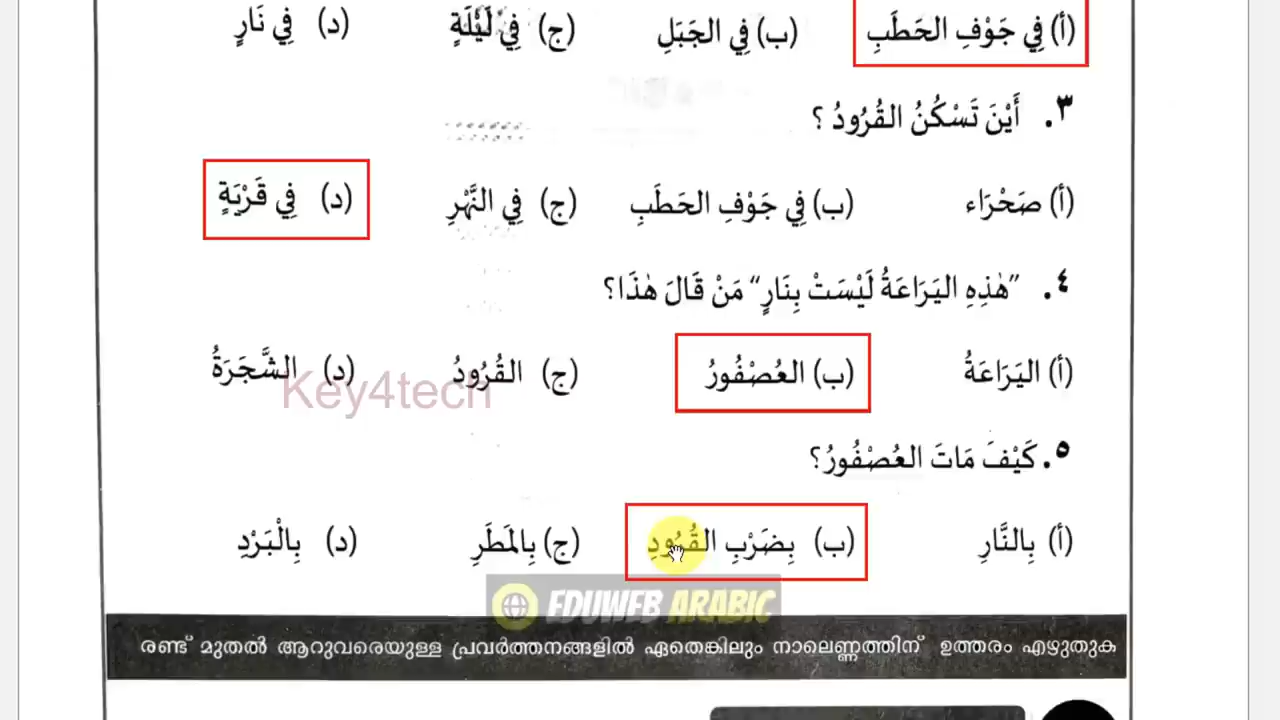 (أ) فِي جَوْفِ الحَطَبِ (ب) فِي الجَبَلِ (ج) فِي لَيْلَةٍ (د) فِي نَارٍ
٣. أَيْنَ تَسْكُنُ القُرُودُ ؟
(أ) صَحْرَاء (ب) فِي جَوْفِ الحَطَبِ (ج) فِي النَّهْرِ (د) فِي قَرْيَةٍ
٤. ”هٰذِهِ اليَرَاعَةُ لَيْسَتْ بِنَارٍ“ مَنْ قَالَ هٰذَا؟
(أ) اليَرَاعَةُ (ب) العُصْفُورُ (ج) القُرُودُ (د) الشَّجَرَةُ
Key4tech
٥. كَيْفَ مَاتَ العُصْفُورُ؟
(أ) بِالنَّارِ (ب) بِضَرْبِ القُرُودِ (ج) بِالمَطَرِ (د) بِالْبَرْدِ
EDUWEB ARABIC
രണ്ട് മുതൽ ആറുവരെയുള്ള പ്രവർത്തനങ്ങളിൽ ഏതെങ്കിലും നാലെണ്ണത്തിന് ഉത്തരം എഴുതുക